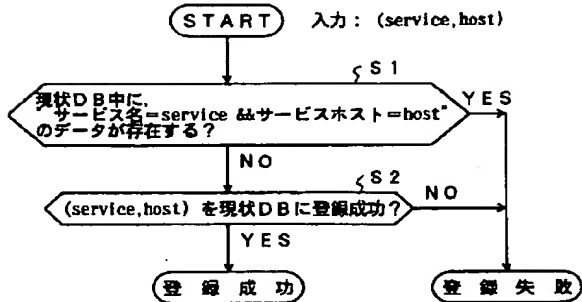 START 入力: (service,host)
S1
現状DB中に,
"サービス名=service &&サービスホスト=host"
のデータが存在する?
YES
NO
S2
(service,host) を現状DBに登録成功?
NO
YES
登録成功
登録失敗